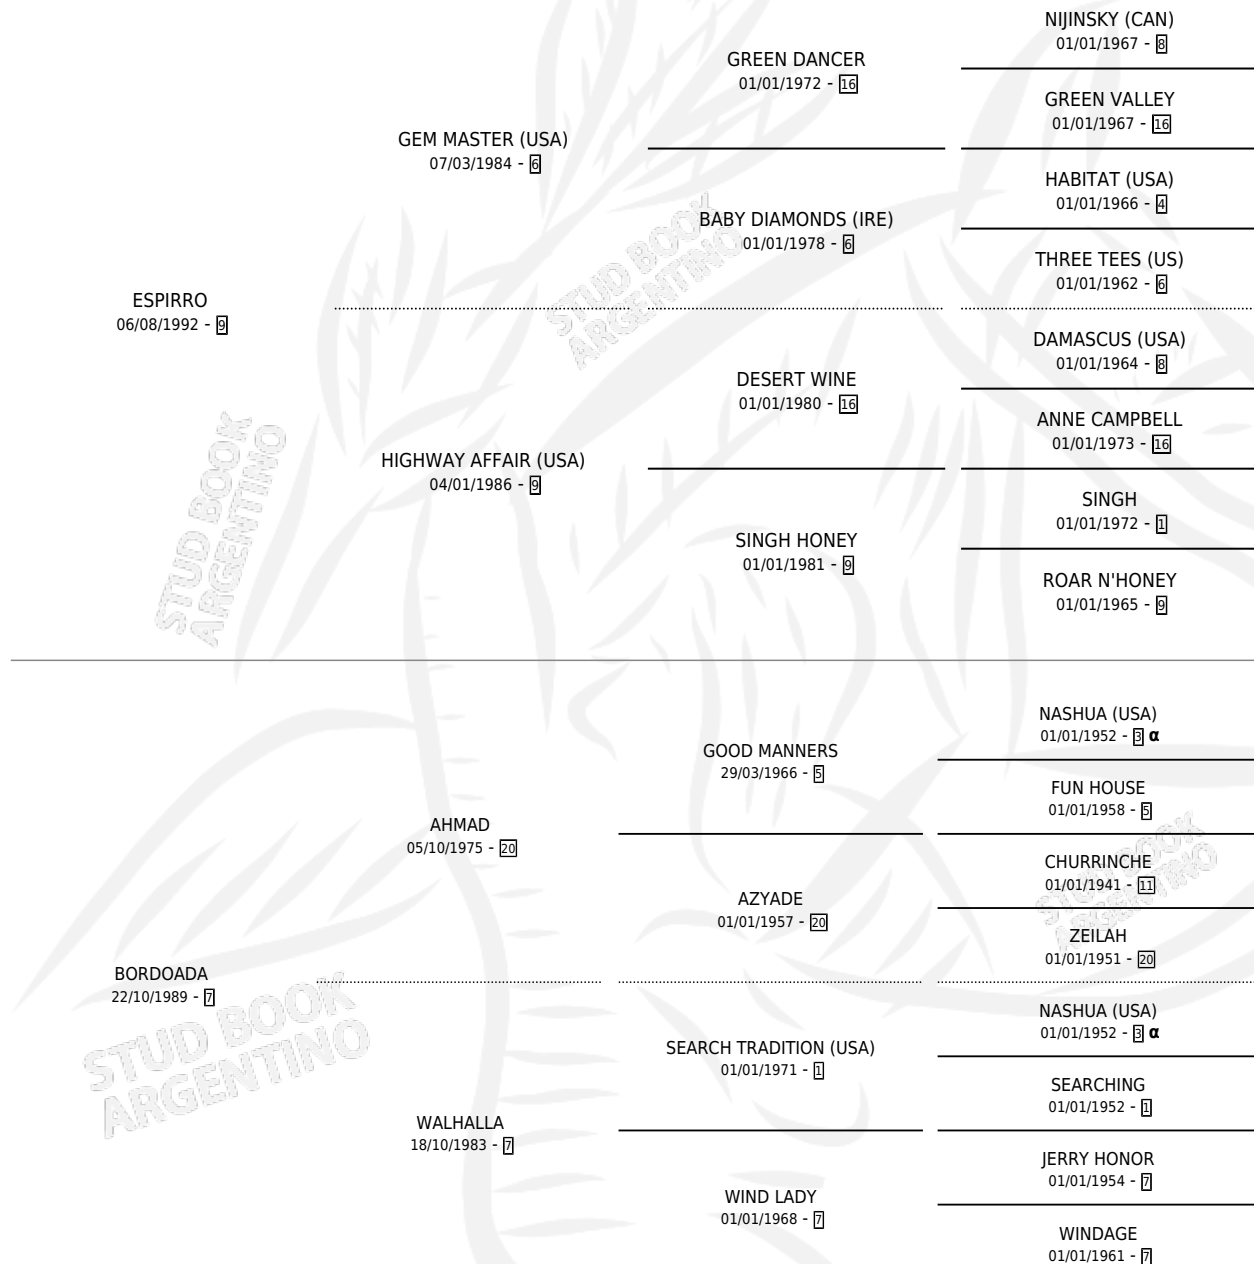 NIJINSKY (CAN)
01/01/1967 - 8
GREEN DANCER
01/01/1972 - 16
GREEN VALLEY
01/01/1967 - 16
GEM MASTER (USA)
07/03/1984 - 6
HABITAT (USA)
01/01/1966 - 4
BABY DIAMONDS (IRE)
01/01/1978 - 6
THREE TEES (US)
01/01/1962 - 6
ESPIRRO
06/08/1992 - 9
STUD BOOK
ARGENTINO
DAMASCUS (USA)
01/01/1964 - 8
DESERT WINE
01/01/1980 - 16
ANNE CAMPBELL
01/01/1973 - 16
HIGHWAY AFFAIR (USA)
04/01/1986 - 9
SINGH
01/01/1972 - 1
SINGH HONEY
01/01/1981 - 9
ROAR N'HONEY
01/01/1965 - 9
STUD BOOK
ARGENTINO
NASHUA (USA)
01/01/1952 - 3 α
GOOD MANNERS
29/03/1966 - 5
FUN HOUSE
01/01/1958 - 5
AHMAD
05/10/1975 - 20
CHURRINCHE
01/01/1941 - 11
AZYADE
01/01/1957 - 20
ZEILAH
01/01/1951 - 20
STUD BOOK
ARGENTINO
BORDOADA
22/10/1989 - 7
NASHUA (USA)
01/01/1952 - 3 α
SEARCH TRADITION (USA)
01/01/1971 - 1
SEARCHING
01/01/1952 - 1
WALHALLA
18/10/1983 - 7
JERRY HONOR
01/01/1954 - 7
WIND LADY
01/01/1968 - 7
WINDAGE
01/01/1961 - 7
STUD BOOK
ARGENTINO